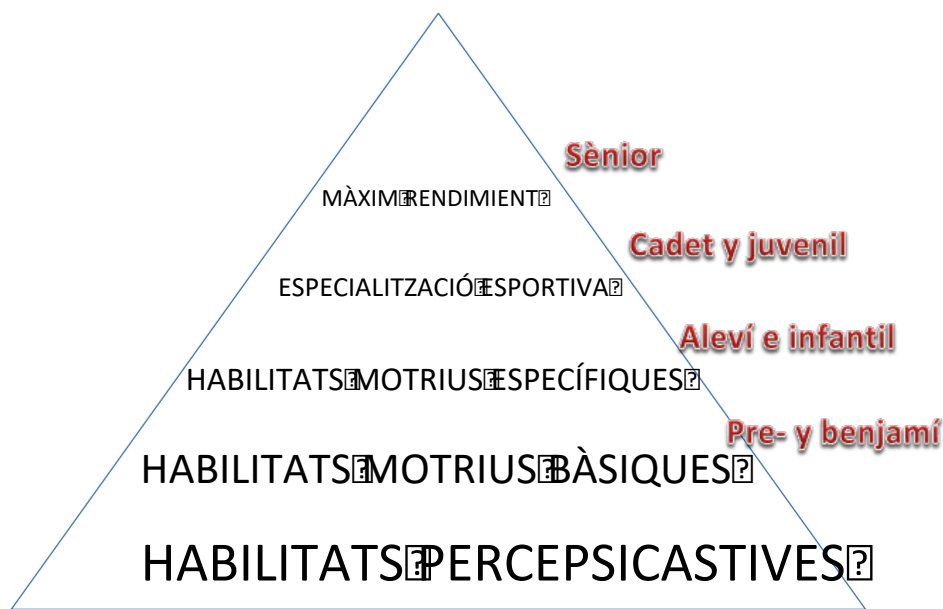 Sènior
MÀXIM RENDIMIENT
Cadet y juvenil
ESPECIALITZACIÓ ESPORTIVA
Aleví e infantil
HABILITATS MOTRIUS ESPECÍFIQUES
Pre- y benjamí
HABILITATS MOTRIUS BÀSIQUES
HABILITATS PERCEPSICASTIVES